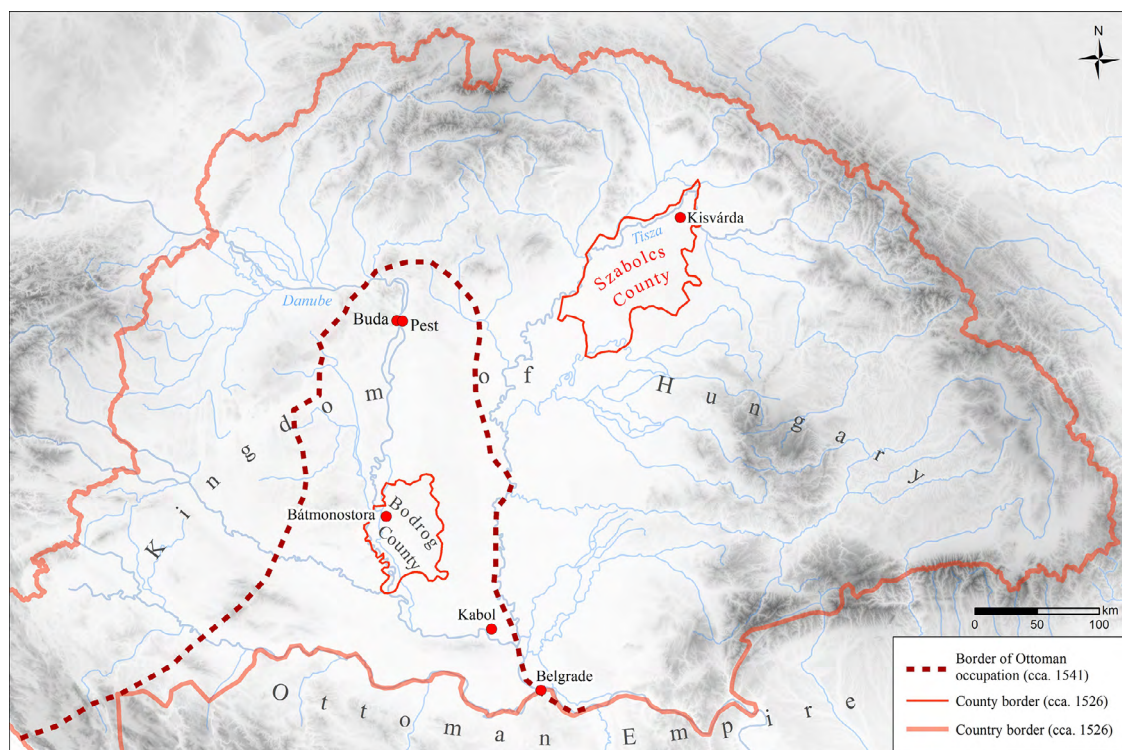 N
Kisvárda
Tisza
Szabolcs
County
Danube
Buda
Pest
Kingdom of Hungary
Bátmonostora
Bodrog
County
Kabol
Belgrade
Ottoman Empire
0 50 100 km
Border of Ottoman
occupation (cca. 1541)
County border (cca. 1526)
Country border (cca. 1526)